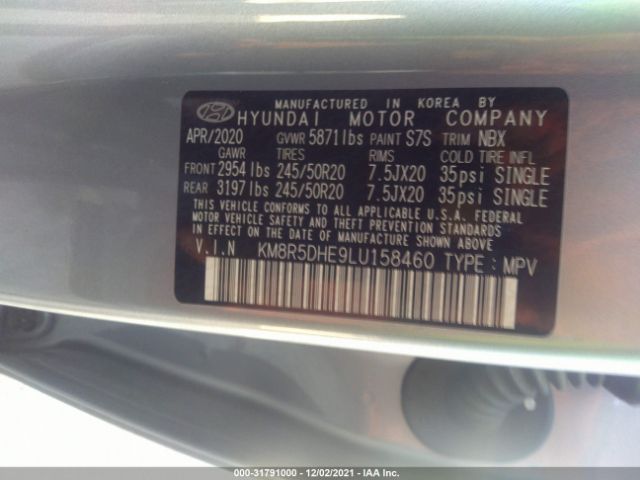 MANUFACTURED IN KOREA BY
HYUNDAI MOTOR COMPANY
APR/2020 GVWR 5871lbs PAINT S7S TRIM NBX
GAWR TIRES RIMS COLD TIRE INFL
FRONT 2954 lbs 245/50R20 7.5JX20 35psi SINGLE
REAR 3197 lbs 245/50R20 7.5JX20 35psi SINGLE
THIS VEHICLE CONFORMS TO ALL APPLICABLE U.S.A. FEDERAL
MOTOR VEHICLE SAFETY AND THEFT PREVENTION STANDARDS
IN EFFECT ON THE DATE OF MANUFACTURE SHOWN ABOVE.
V.I.N KM8R5DHE9LU158460 TYPE : MPV
000-31791000 - 12/02/2021 - IAA Inc.